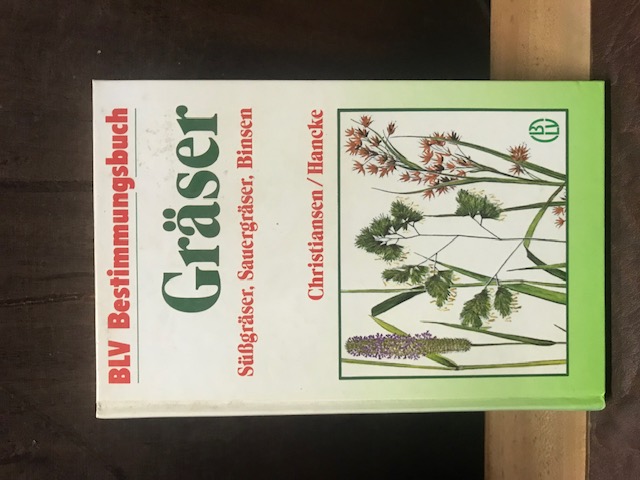 BLV Bestimmungsbuch
Gräser
Süßgräser, Sauergräser, Binsen
Christiansen/Hancke
BLV